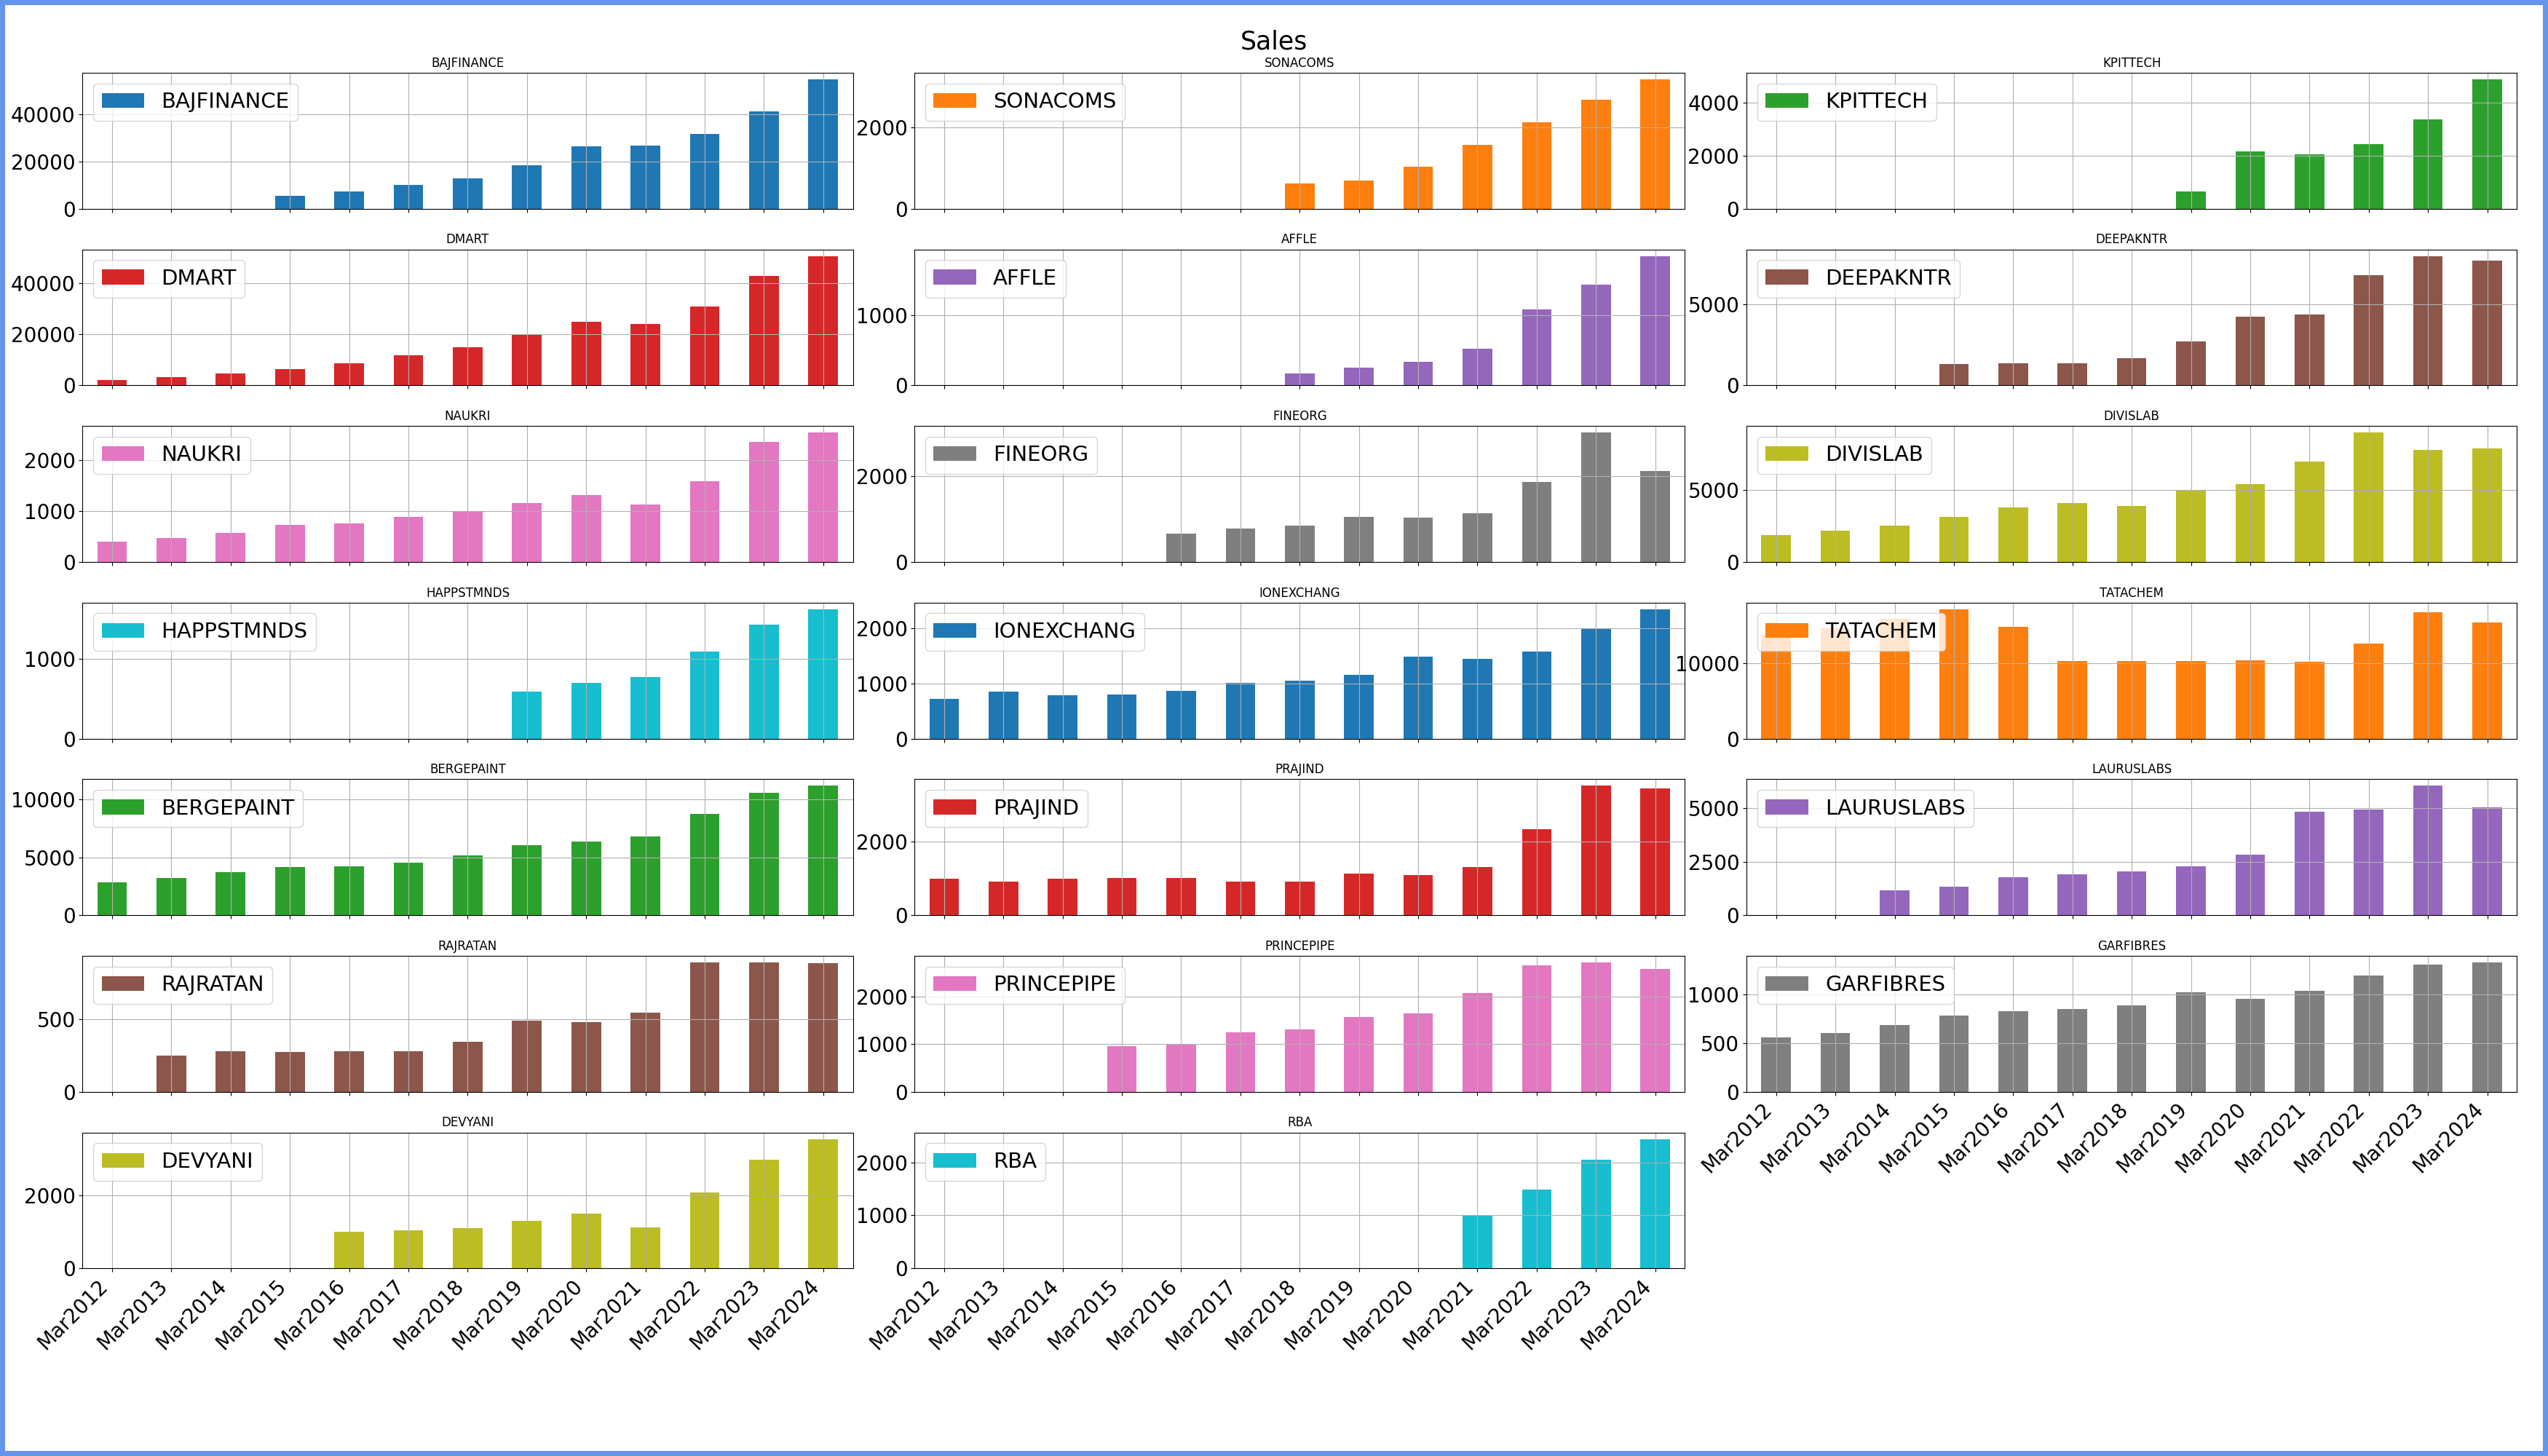 Sales
BAJFINANCE
BAJFINANCE
40000
20000
0
SONACOMS
SONACOMS
2000
0
KPITTECH
KPITTECH
4000
2000
0
DMART
DMART
40000
20000
0
AFFLE
AFFLE
1000
0
DEEPAKNTR
DEEPAKNTR
5000
0
NAUKRI
NAUKRI
2000
1000
0
FINEORG
FINEORG
2000
0
DIVISLAB
DIVISLAB
5000
0
HAPPSTMNDS
HAPPSTMNDS
1000
0
IONEXCHANG
IONEXCHANG
2000
1000
0
TATACHEM
TATACHEM
10000
0
BERGEPAINT
BERGEPAINT
10000
5000
0
PRAJIND
PRAJIND
2000
0
LAURUSLABS
LAURUSLABS
5000
2500
0
RAJRATAN
RAJRATAN
500
0
PRINCEPIPE
PRINCEPIPE
2000
1000
0
GARFIBRES
GARFIBRES
1000
500
0
Mar2012 Mar2013 Mar2014 Mar2015 Mar2016 Mar2017 Mar2018 Mar2019 Mar2020 Mar2021 Mar2022 Mar2023 Mar2024
DEVYANI
DEVYANI
2000
0
Mar2012 Mar2013 Mar2014 Mar2015 Mar2016 Mar2017 Mar2018 Mar2019 Mar2020 Mar2021 Mar2022 Mar2023 Mar2024
RBA
RBA
2000
1000
0
Mar2012 Mar2013 Mar2014 Mar2015 Mar2016 Mar2017 Mar2018 Mar2019 Mar2020 Mar2021 Mar2022 Mar2023 Mar2024